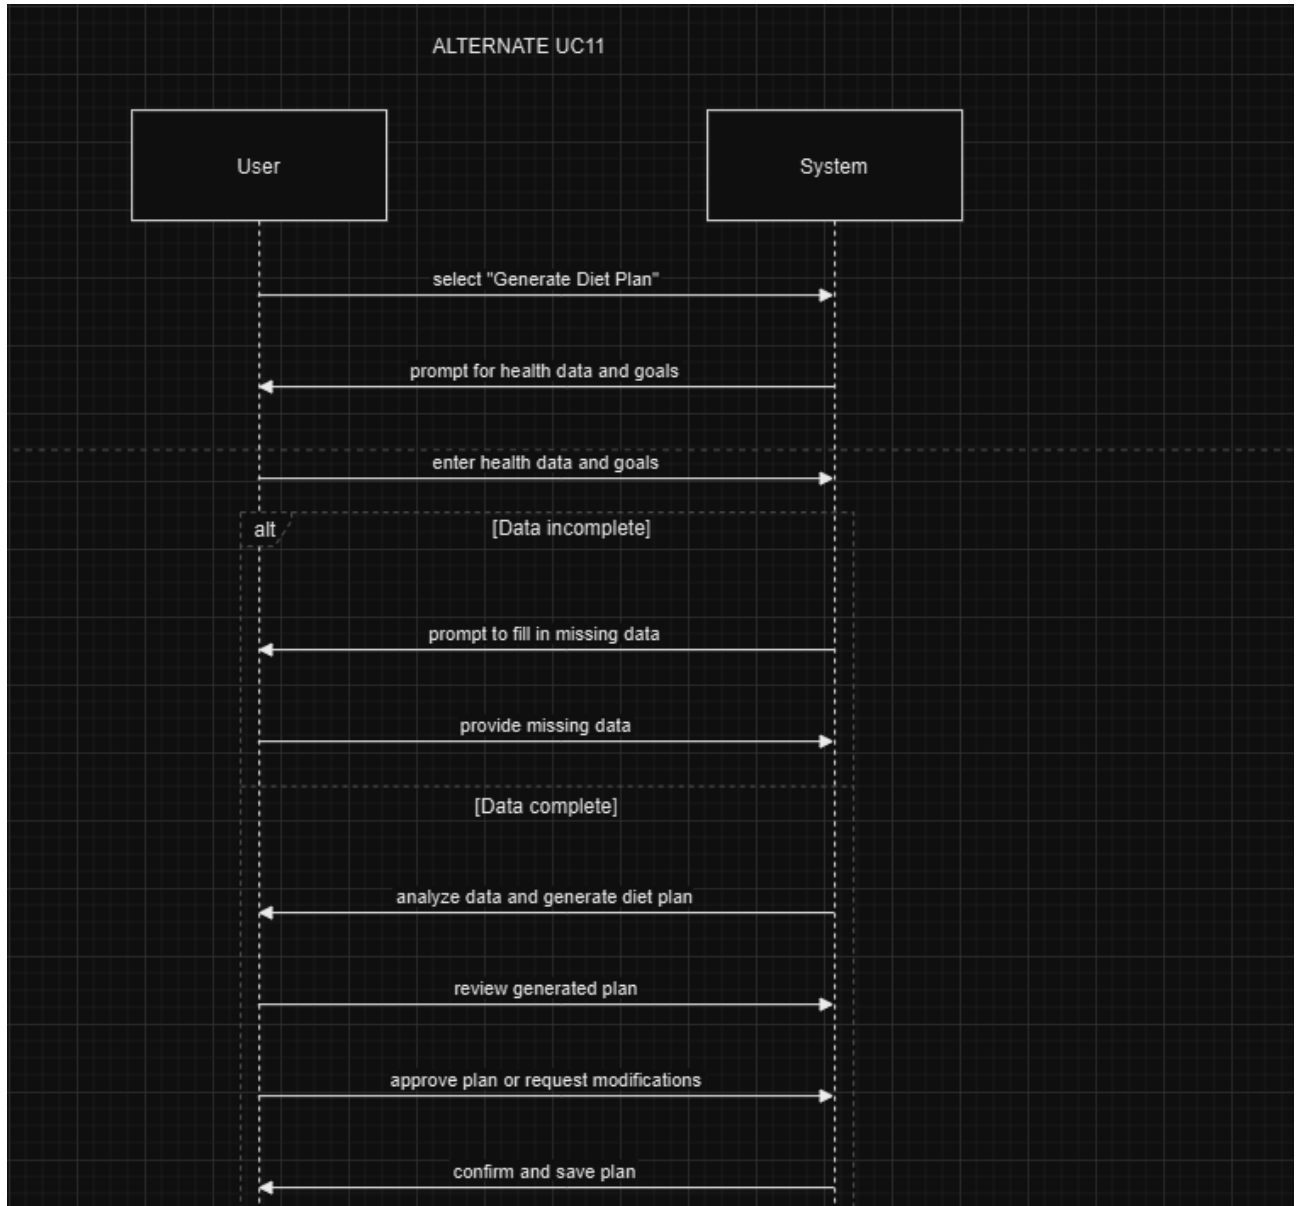 ALTERNATE UC11
User
System
select "Generate Diet Plan"
prompt for health data and goals
enter health data and goals
alt
[Data incomplete]
prompt to fill in missing data
provide missing data
[Data complete]
analyze data and generate diet plan
review generated plan
approve plan or request modifications
confirm and save plan